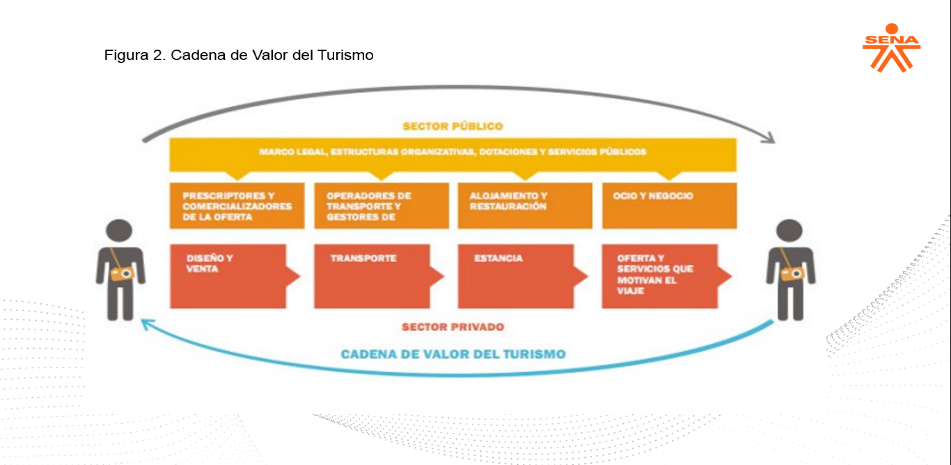 Figura 2. Cadena de Valor del Turismo
SENA
SECTOR PÚBLICO
MARCO LEGAL, ESTRUCTURAS ORGANIZATIVAS, DOTACIONES Y SERVICIOS PÚBLICOS
PRESCRIPTORES Y
COMERCIALIZADORES
DE LA OFERTA
OPERADORES DE
TRANSPORTE Y
GESTORES DE
ALOJAMIENTO Y
RESTAURACIÓN
OCIO Y NEGOCIO
DISEÑO Y
VENTA
TRANSPORTE
ESTANCIA
OFERTA Y
SERVICIOS QUE
MOTIVAN EL
VIAJE
SECTOR PRIVADO
CADENA DE VALOR DEL TURISMO